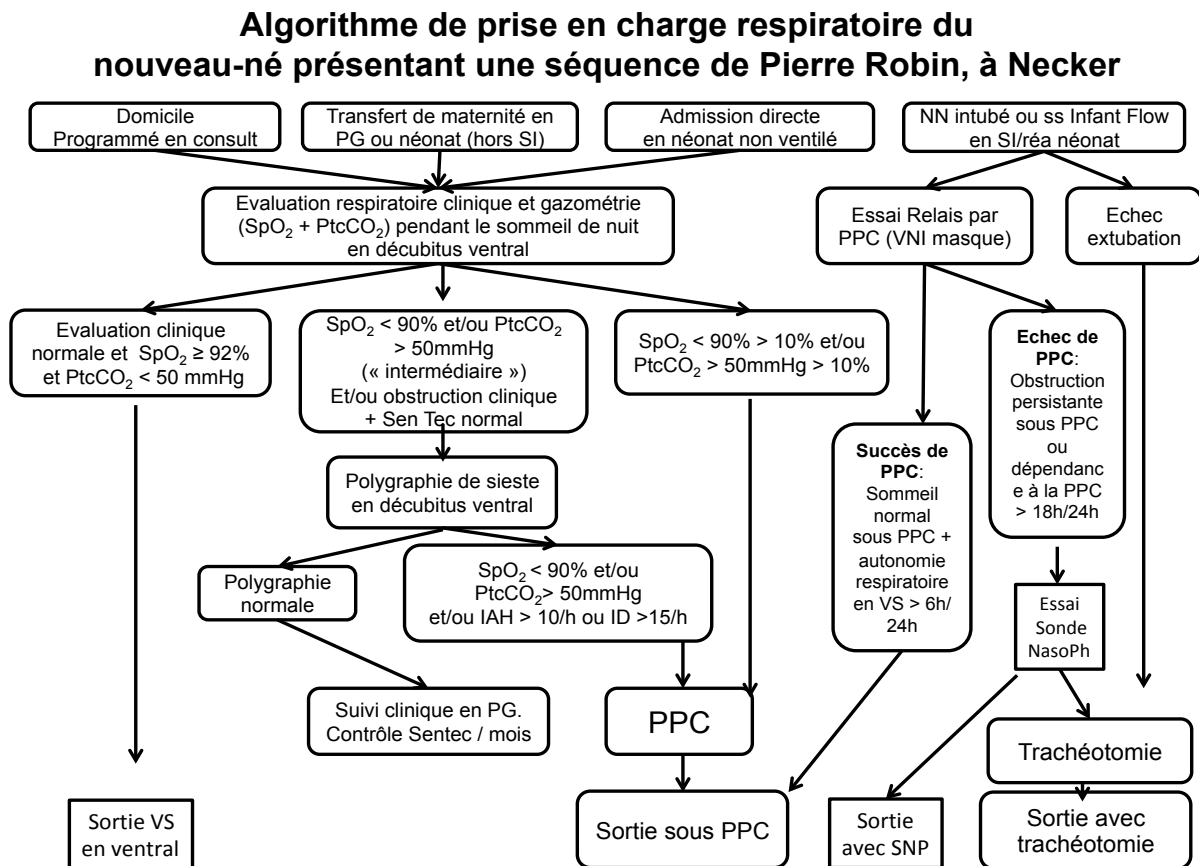 Algorithme de prise en charge respiratoire du
nouveau-né présentant une séquence de Pierre Robin, à Necker
Domicile
Programmé en consult
Transfert de maternité en
PG ou néonat (hors SI)
Admission directe
en néonat non ventilé
NN intubé ou ss Infant Flow
en SI/réa néonat
Evaluation respiratoire clinique et gazométrie
(SpO₂ + PtcCO₂) pendant le sommeil de nuit
en décubitus ventral
Essai Relais par
PPC (VNI masque)
Echec
extubation
Evaluation clinique
normale et SpO₂ ≥ 92%
et PtcCO₂ < 50 mmHg
SpO₂ < 90% et/ou PtcCO₂
> 50mmHg
(« intermédiaire »)
Et/ou obstruction clinique
+ Sen Tec normal
SpO₂ < 90% > 10% et/ou
PtcCO₂ > 50mmHg > 10%
Echec de
PPC:
Obstruction
persistante
sous PPC
ou
dépendanc
e à la PPC
> 18h/24h
Succès de
PPC:
Sommeil
normal
sous PPC +
autonomie
respiratoire
en VS > 6h/
24h
Polygraphie de sieste
en décubitus ventral
Polygraphie
normale
SpO₂ < 90% et/ou
PtcCO₂> 50mmHg
et/ou IAH > 10/h ou ID >15/h
Essai
Sonde
NasoPh
Suivi clinique en PG.
Contrôle Sentec / mois
PPC
Trachéotomie
Sortie VS
en ventral
Sortie sous PPC
Sortie
avec SNP
Sortie avec
trachéotomie